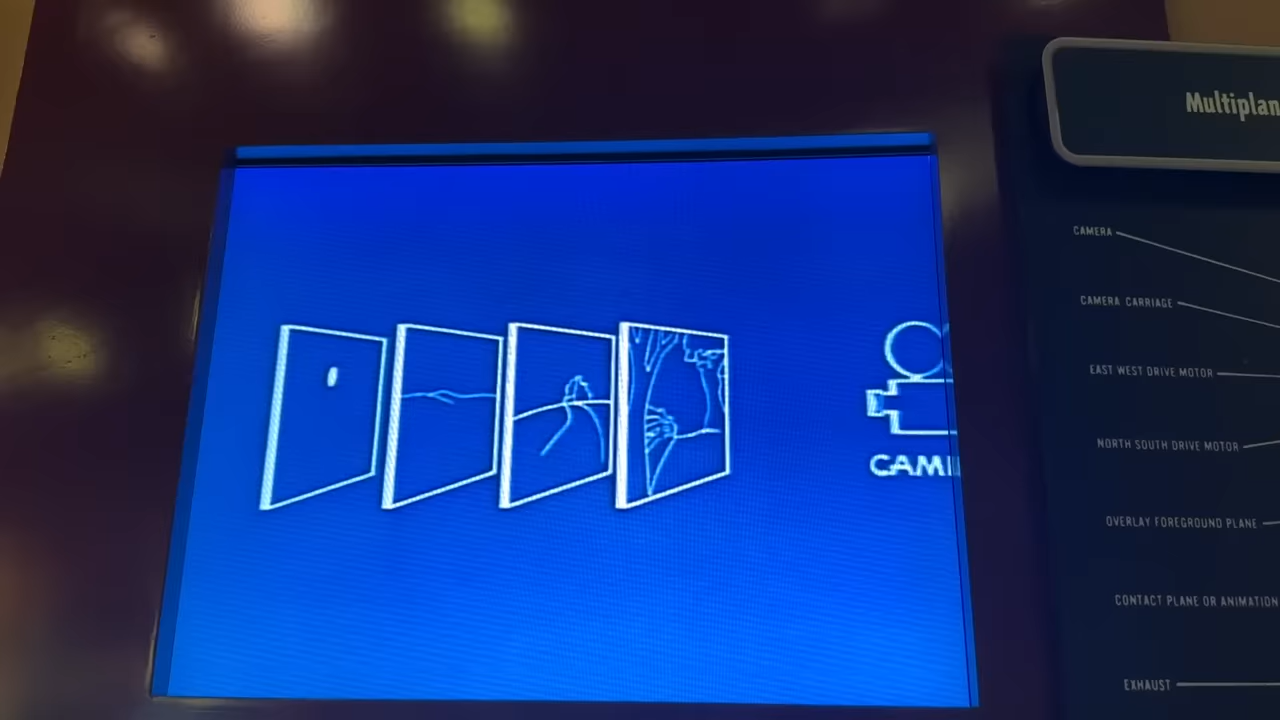 CAM
Multiplan
CAMERA
CAMERA CARRIAGE
EAST WEST DRIVE MOTOR
NORTH SOUTH DRIVE MOTOR
OVERLAY FOREGROUND PLANE
CONTACT PLANE OR ANIMATION
EXHAUST